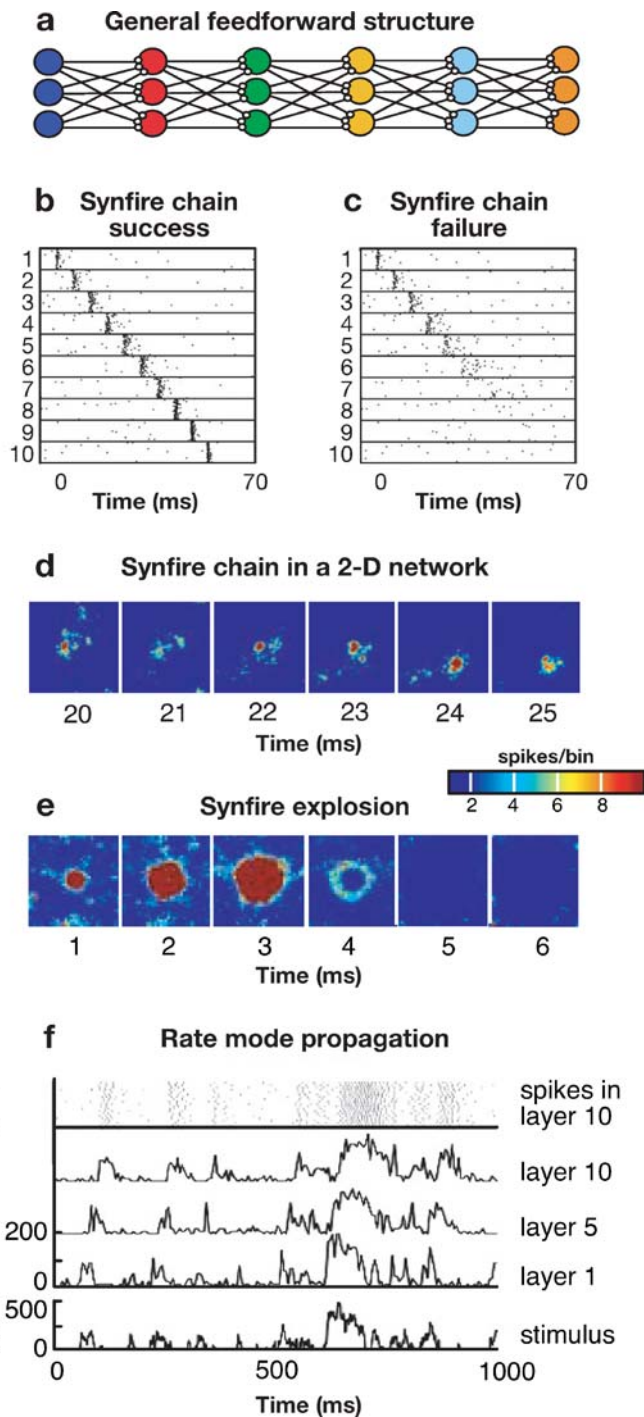 a General feedforward structure
b Synfire chain success
c Synfire chain failure
1
2
3
4
5
6
7
8
9
10
0 70
Time (ms)
1
2
3
4
5
6
7
8
9
10
0 70
Time (ms)
d Synfire chain in a 2-D network
20 21 22 23 24 25
Time (ms)
spikes/bin
2 4 6 8
e Synfire explosion
1 2 3 4 5 6
Time (ms)
f Rate mode propagation
spikes in
layer 10
layer 10
200 layer 5
0 layer 1
500
0 stimulus
0 500 1000
Time (ms)